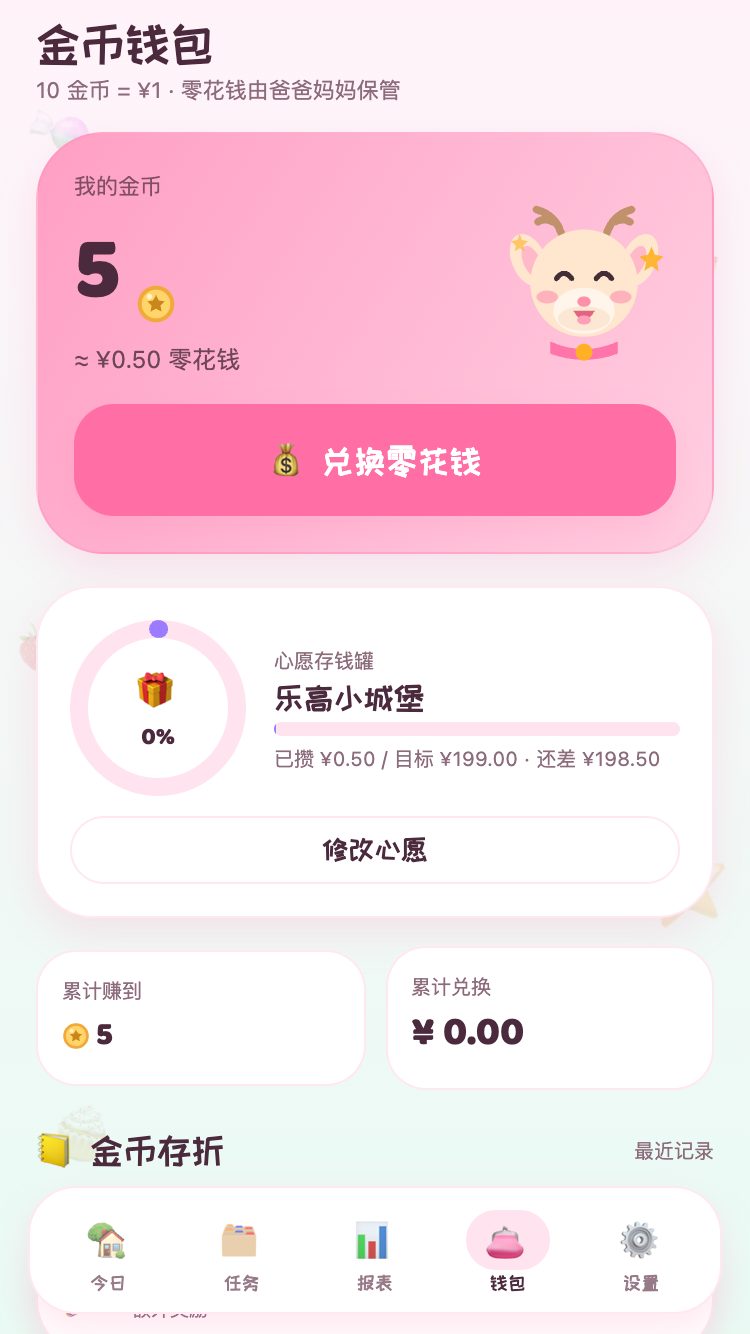 金币钱包
10 金币 = ¥1 · 零花钱由爸爸妈妈保管
我的金币
5
≈ ¥0.50 零花钱
兑换零花钱
心愿存钱罐
乐高小城堡
0%
已攒 ¥0.50 / 目标 ¥199.00 · 还差 ¥198.50
修改心愿
累计赚到
5
累计兑换
¥ 0.00
金币存折
最近记录
今日
任务
报表
钱包
设置